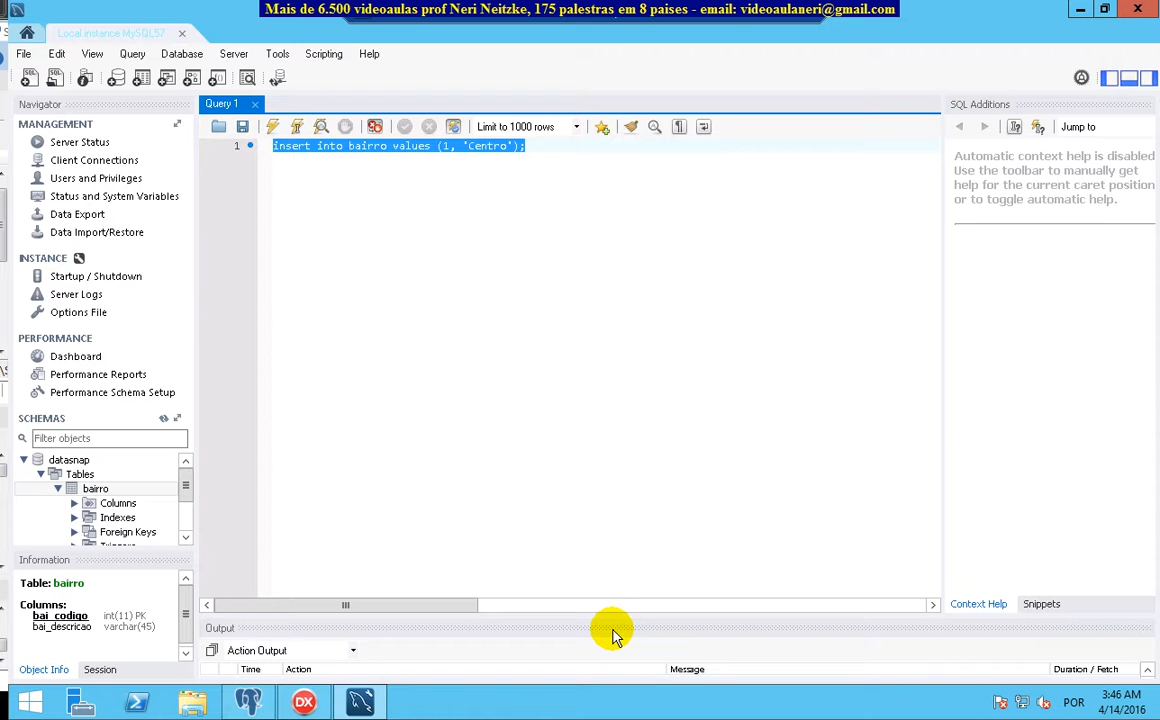 Mais de 6.500 videoaulas prof Neri Neitzke, 175 palestras em 8 paises - email: videoaulaneri@gmail.com
Local instance MySQL57
File Edit View Query Database Server Tools Scripting Help
Navigator
Query 1
SQL Additions
MANAGEMENT
Limit to 1000 rows
Jump to
Server Status
1 insert into bairro values (1, 'Centro');
Client Connections
Users and Privileges
Status and System Variables
Data Export
Data Import/Restore
Automatic context help is disabled
Use the toolbar to manually get
help for the current caret position
or to toggle automatic help.
INSTANCE
Startup / Shutdown
Server Logs
Options File
PERFORMANCE
Dashboard
Performance Reports
Performance Schema Setup
SCHEMAS
Filter objects
datasnap
Tables
bairro
Columns
Indexes
Foreign Keys
Information
Table: bairro
Columns:
bai_codigo int(11) PK
bai_descricao varchar(45)
Object Info Session
Context Help Snippets
Output
Action Output
Time Action Message Duration / Fetch
DX
POR
3:46 AM
4/14/2016